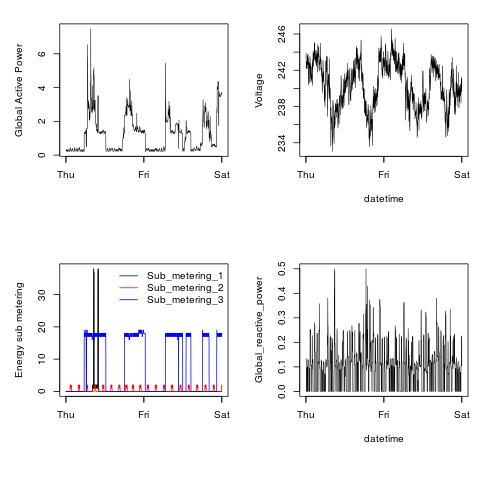 Global Active Power
6
4
2
0
Thu Fri Sat
Voltage
246
242
238
234
Thu Fri Sat
datetime
Energy sub metering
30
20
10
0
Sub_metering_1
Sub_metering_2
Sub_metering_3
Thu Fri Sat
Global_reactive_power
0.5
0.4
0.3
0.2
0.1
0.0
Thu Fri Sat
datetime